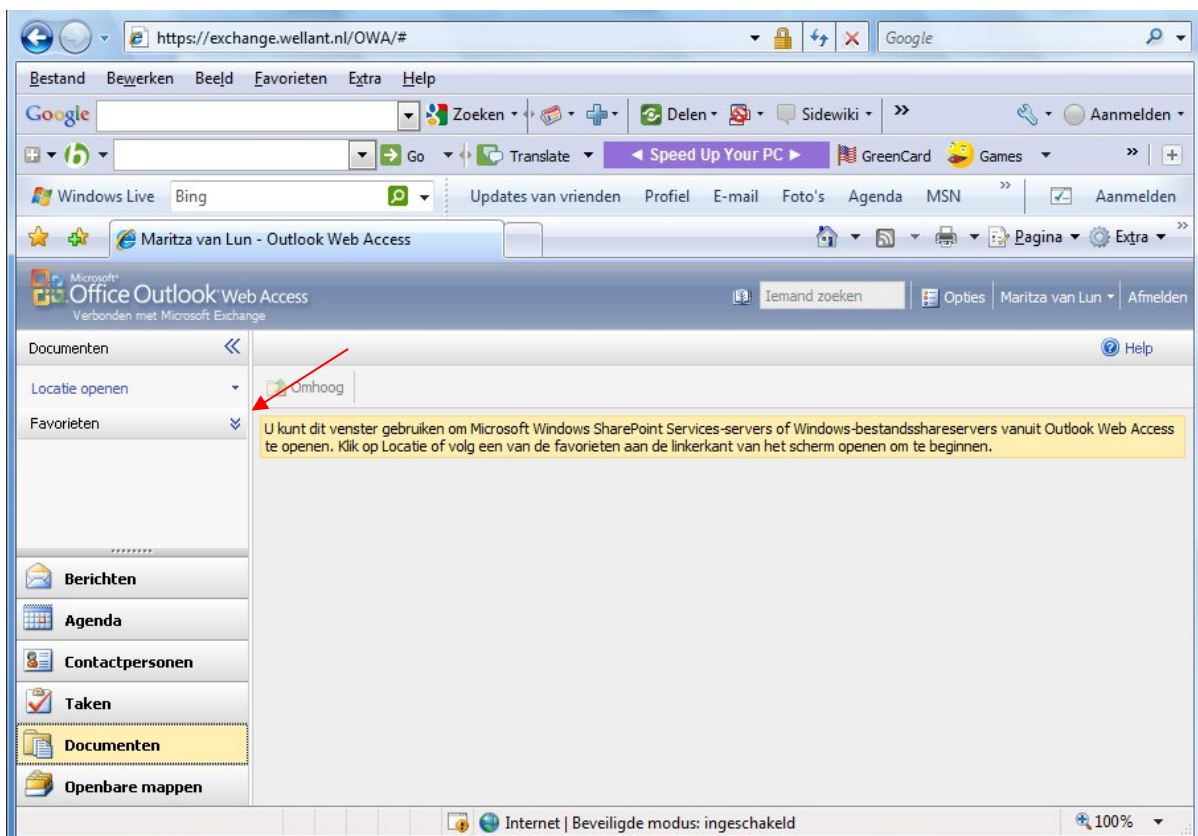 https://exchange.wellant.nl/OWA/#
Google
Bestand Bewerken Beeld Favorieten Extra Help
Google Zoeken Delen Sidewiki » Aanmelden
Go Translate ◄ Speed Up Your PC ► GreenCard Games »
Windows Live Bing Updates van vrienden Profiel E-mail Foto's Agenda MSN » Aanmelden
Maritza van Lun - Outlook Web Access Pagina Extra »
Microsoft
Office Outlook Web Access Iemand zoeken Opties Maritza van Lun Afmelden
Verbonden met Microsoft Exchange
Documenten « Help
Locatie openen Omhoog
Favorieten
U kunt dit venster gebruiken om Microsoft Windows SharePoint Services-servers of Windows-bestandsshareservers vanuit Outlook Web Access
te openen. Klik op Locatie of volg een van de favorieten aan de linkerkant van het scherm openen om te beginnen.
Berichten
Agenda
Contactpersonen
Taken
Documenten
Openbare mappen
Internet | Beveiligde modus: ingeschakeld 100%